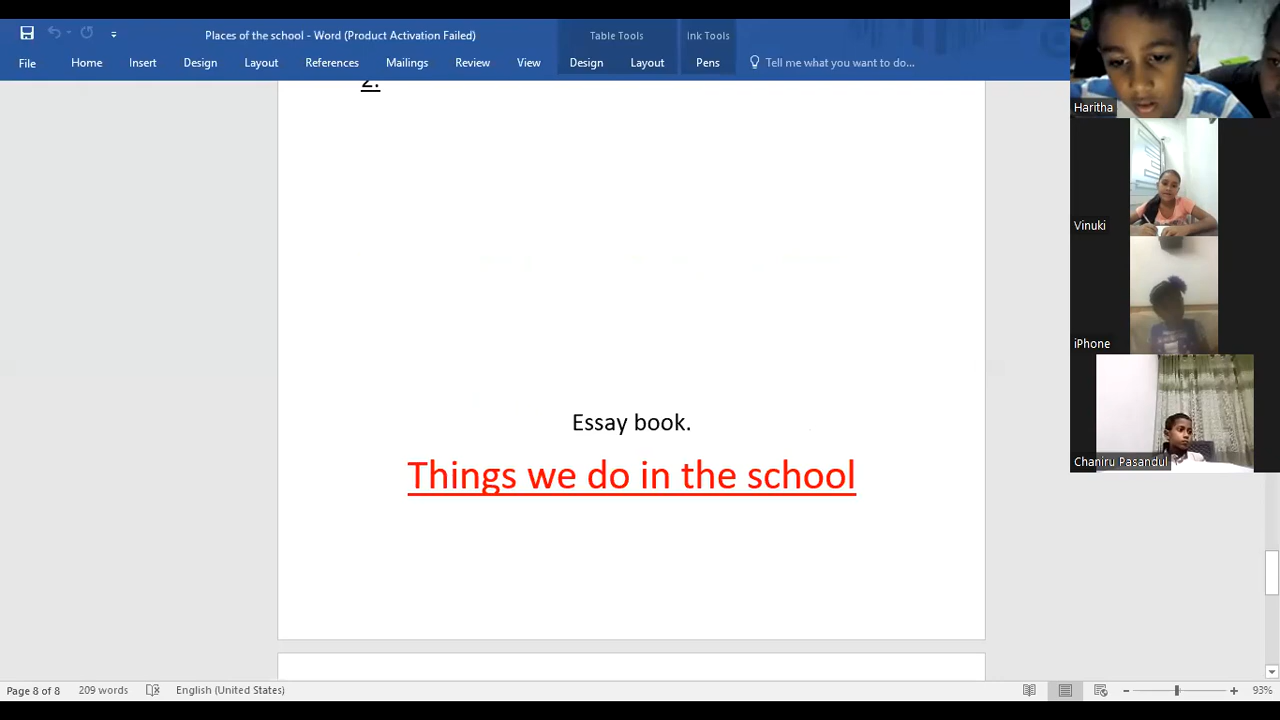 Places of the school - Word (Product Activation Failed)
Table Tools
Ink Tools
File
Home
Insert
Design
Layout
References
Mailings
Review
View
Design
Layout
Pens
Tell me what you want to do...
2.
Essay book.
Things we do in the school
Haritha
Vinuki
iPhone
Chaniru Pasandul
Page 8 of 8
209 words
English (United States)
93%